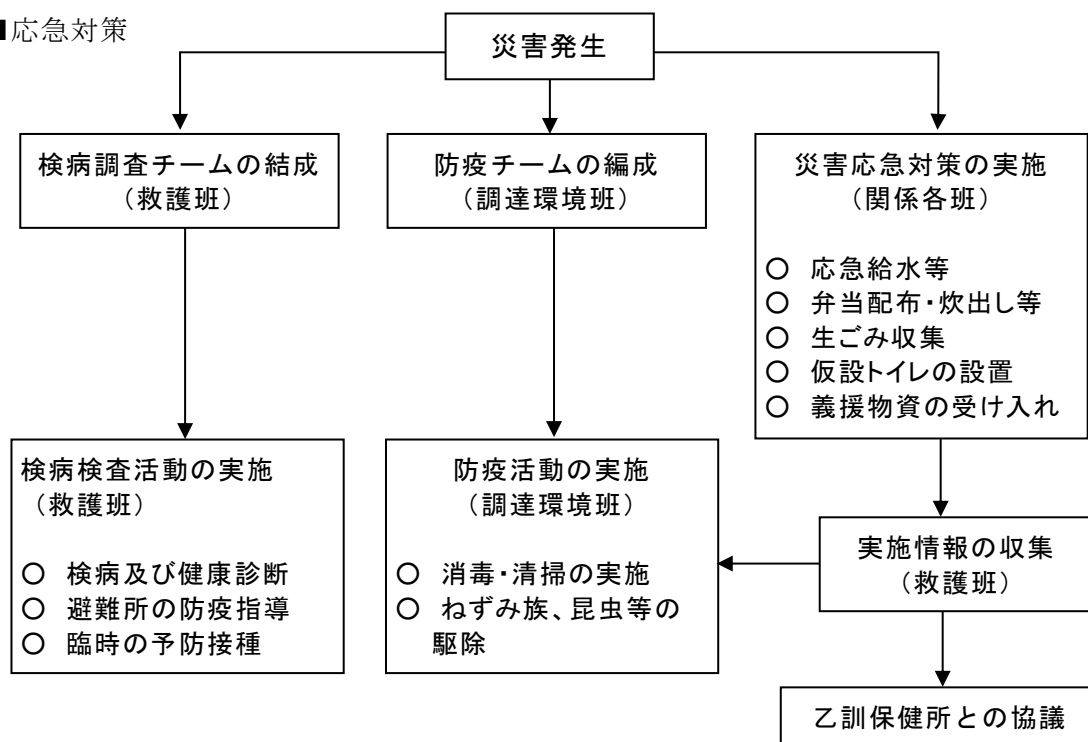 ■応急対策
災害発生
検病調査チームの結成
（救護班）
防疫チームの編成
（調達環境班）
災害応急対策の実施
（関係各班）
○ 応急給水等
○ 弁当配布・炊出し等
○ 生ごみ収集
○ 仮設トイレの設置
○ 義援物資の受け入れ
検病検査活動の実施
（救護班）
○ 検病及び健康診断
○ 避難所の防疫指導
○ 臨時の予防接種
防疫活動の実施
（調達環境班）
○ 消毒・清掃の実施
○ ねずみ族、昆虫等の
駆除
実施情報の収集
（救護班）
乙訓保健所との協議